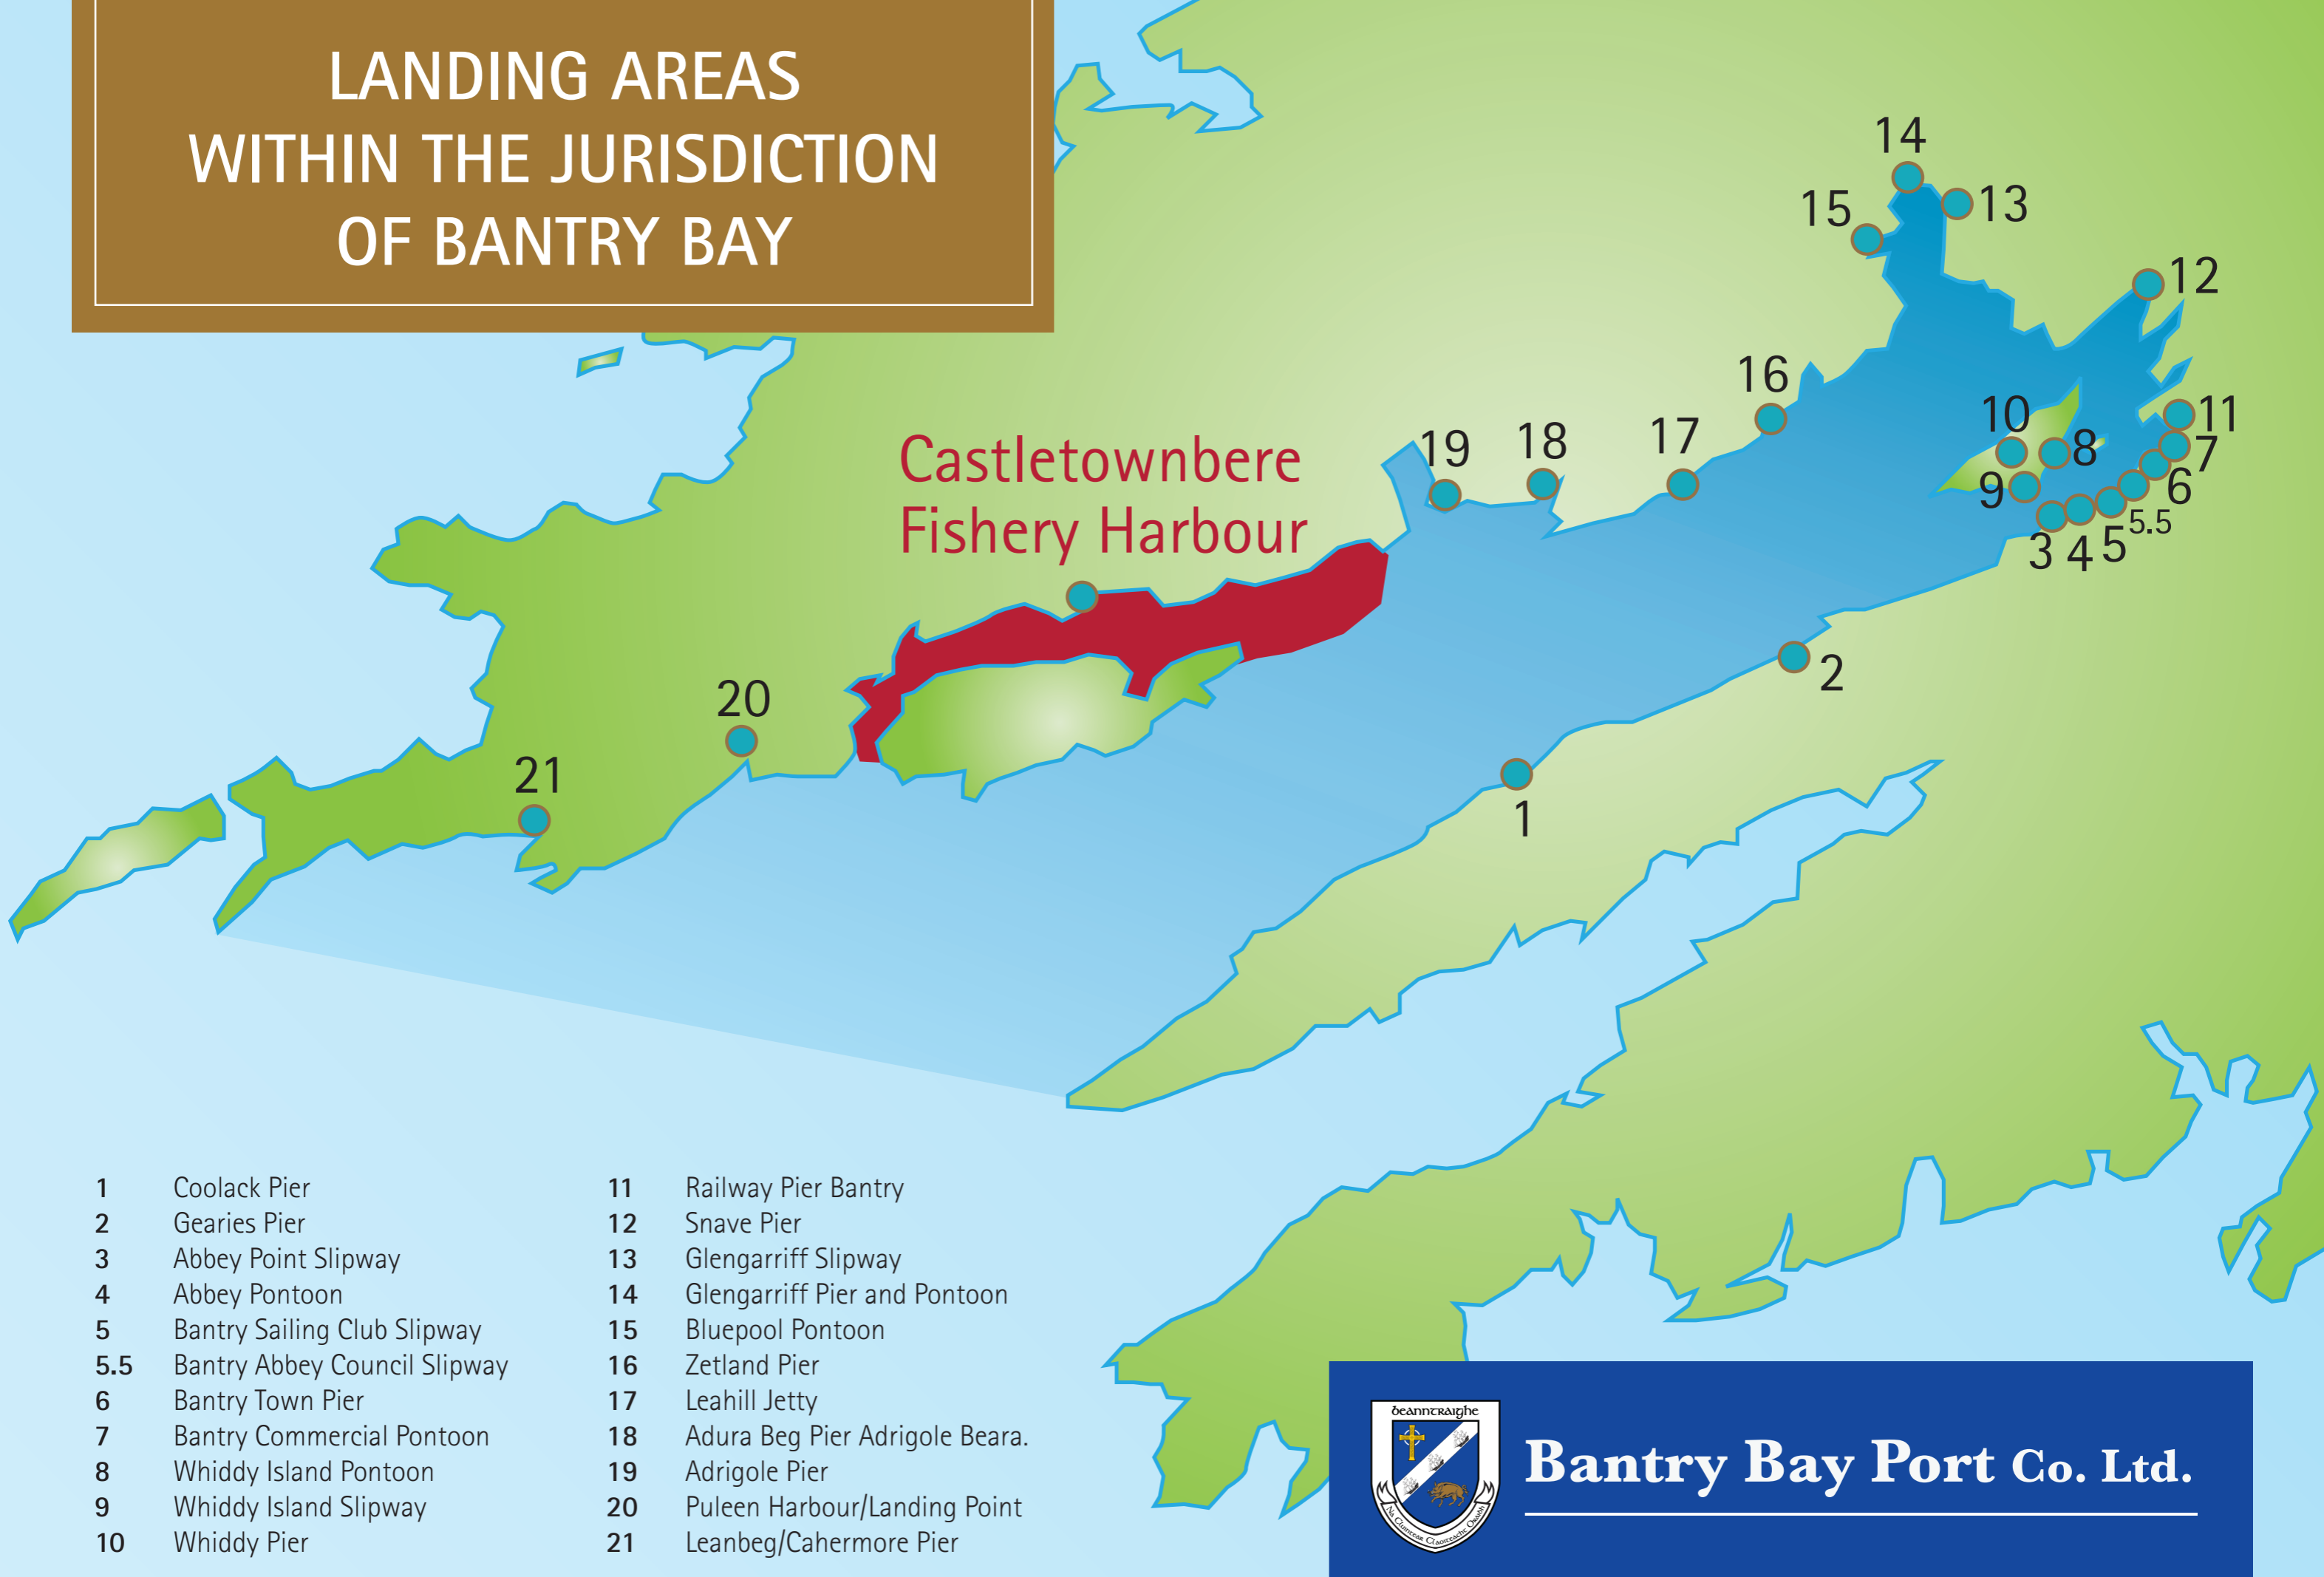 LANDING AREAS
WITHIN THE JURISDICTION
OF BANTRY BAY
14
15
13
12
16
10
11
Castletownbere
Fishery Harbour
19
18
17
8
7
9
6
5.5
3
4
5
2
20
21
1
1 Coolack Pier
2 Gearies Pier
3 Abbey Point Slipway
4 Abbey Pontoon
5 Bantry Sailing Club Slipway
5.5 Bantry Abbey Council Slipway
6 Bantry Town Pier
7 Bantry Commercial Pontoon
8 Whiddy Island Pontoon
9 Whiddy Island Slipway
10 Whiddy Pier
11 Railway Pier Bantry
12 Snave Pier
13 Glengarriff Slipway
14 Glengarriff Pier and Pontoon
15 Bluepool Pontoon
16 Zetland Pier
17 Leahill Jetty
18 Adura Beg Pier Adrigole Beara.
19 Adrigole Pier
20 Puleen Harbour/Landing Point
21 Leanbeg/Cahermore Pier
beanntraighe
Bantry Bay Port Co. Ltd.